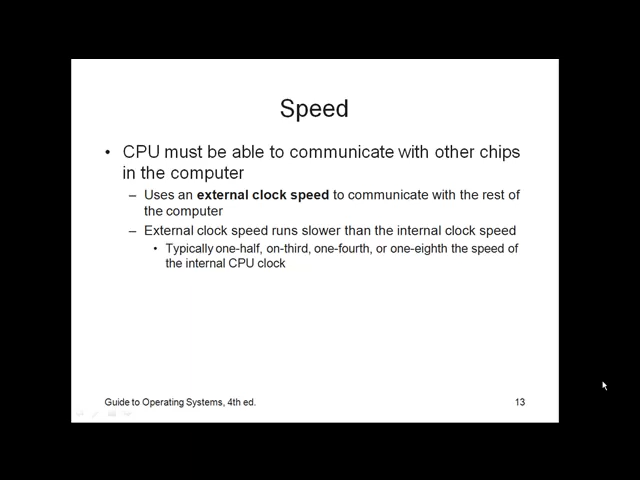 Speed
• CPU must be able to communicate with other chips
in the computer
– Uses an external clock speed to communicate with the rest of
the computer
– External clock speed runs slower than the internal clock speed
• Typically one-half, on-third, one-fourth, or one-eighth the speed of
the internal CPU clock
Guide to Operating Systems, 4th ed.
13